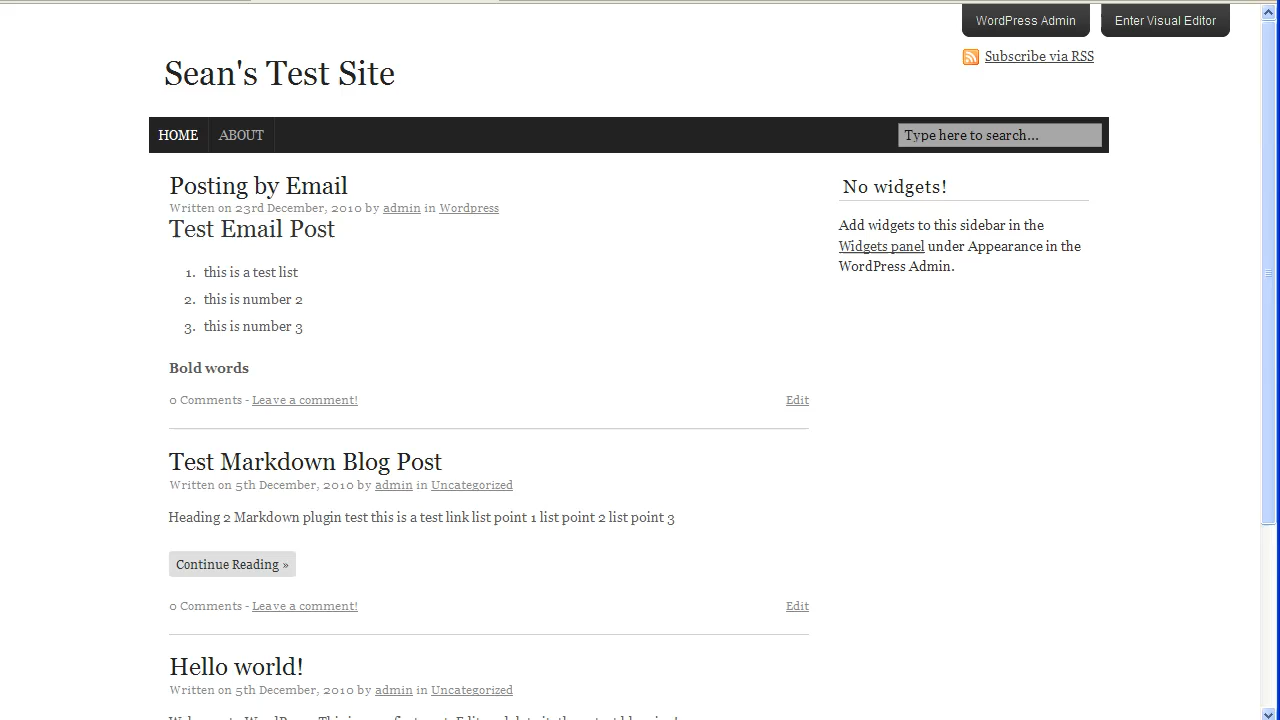 WordPress Admin Enter Visual Editor
Subscribe via RSS
Sean's Test Site
HOME ABOUT Type here to search...
Posting by Email
Written on 23rd December, 2010 by admin in Wordpress
Test Email Post
1. this is a test list
2. this is number 2
3. this is number 3
Bold words
0 Comments - Leave a comment! Edit
No widgets!
Add widgets to this sidebar in the
Widgets panel under Appearance in the
WordPress Admin.
Test Markdown Blog Post
Written on 5th December, 2010 by admin in Uncategorized
Heading 2 Markdown plugin test this is a test link list point 1 list point 2 list point 3
Continue Reading »
0 Comments - Leave a comment! Edit
Hello world!
Written on 5th December, 2010 by admin in Uncategorized